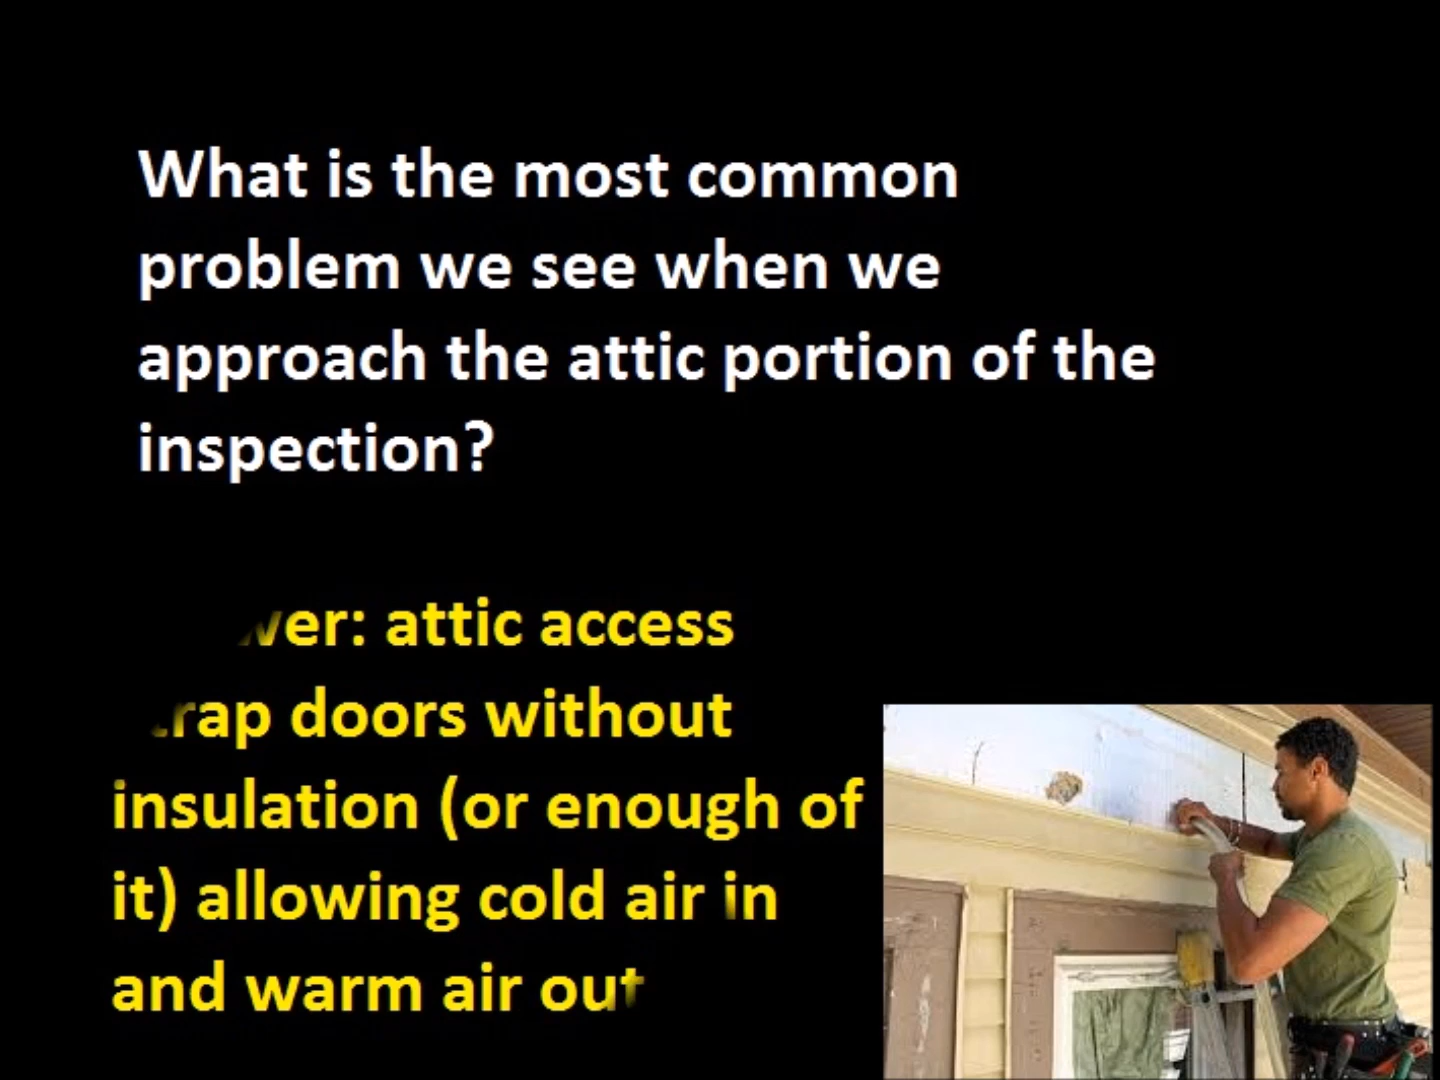 What is the most common
problem we see when we
approach the attic portion of the
inspection?
attic access
doors without
insulation (or enough of
it) allowing cold air in
and warm air out